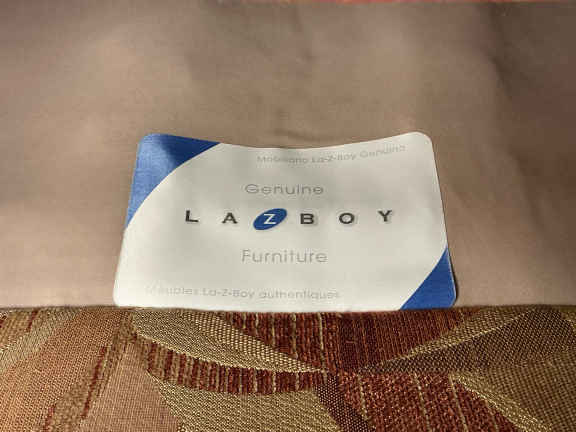 Mobiliario La-Z-Boy Genuino
Genuine
LAZBOY
Furniture
Meubles La-Z-Boy authentiques